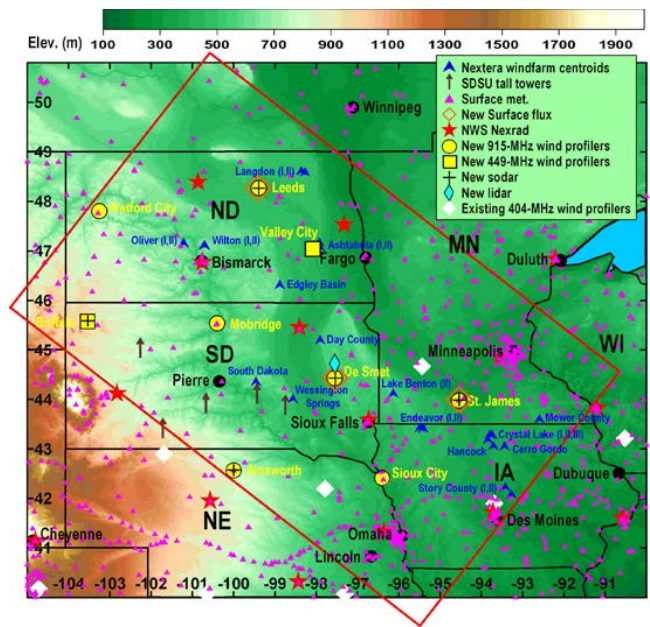 Elev. (m)
100 400 700 1000 1300 1600 1900
Nextera windfarm centroids
SDSU tall towers
Surface met.
New Surface flux
NWS Nexrad
New 915-MHz wind profilers
New 449-MHz wind profilers
New sodar
New lidar
Existing 404-MHz wind profilers
50
Winnipeg
49
Langdon (I,II)
Leeds
48
Watford City
ND
Valley City
MN
47
Oliver (I,II)
Wilton (I,II)
Ashtabula (I,II)
Bismarck
Fargo
Duluth
Edgley Basin
46
Buffalo
Mobridge
WI
45
SD
Day County
Minneapolis
De Smet
Pierre
South Dakota
Lake Benton (II)
44
Wessington
Springs
St. James
Endeavor (I,II)
Mower County
Sioux Falls
Crystal Lake (I,II,III)
43
Hancock
Cerro Gordo
Ainsworth
Sioux City
IA
Dubuque
42
Story County (I,II)
NE
Des Moines
Cheyenne
Omaha
41
Lincoln
-104 -103 -102 -101 -100 -99 -98 -97 -96 -95 -94 -93 -92 -91